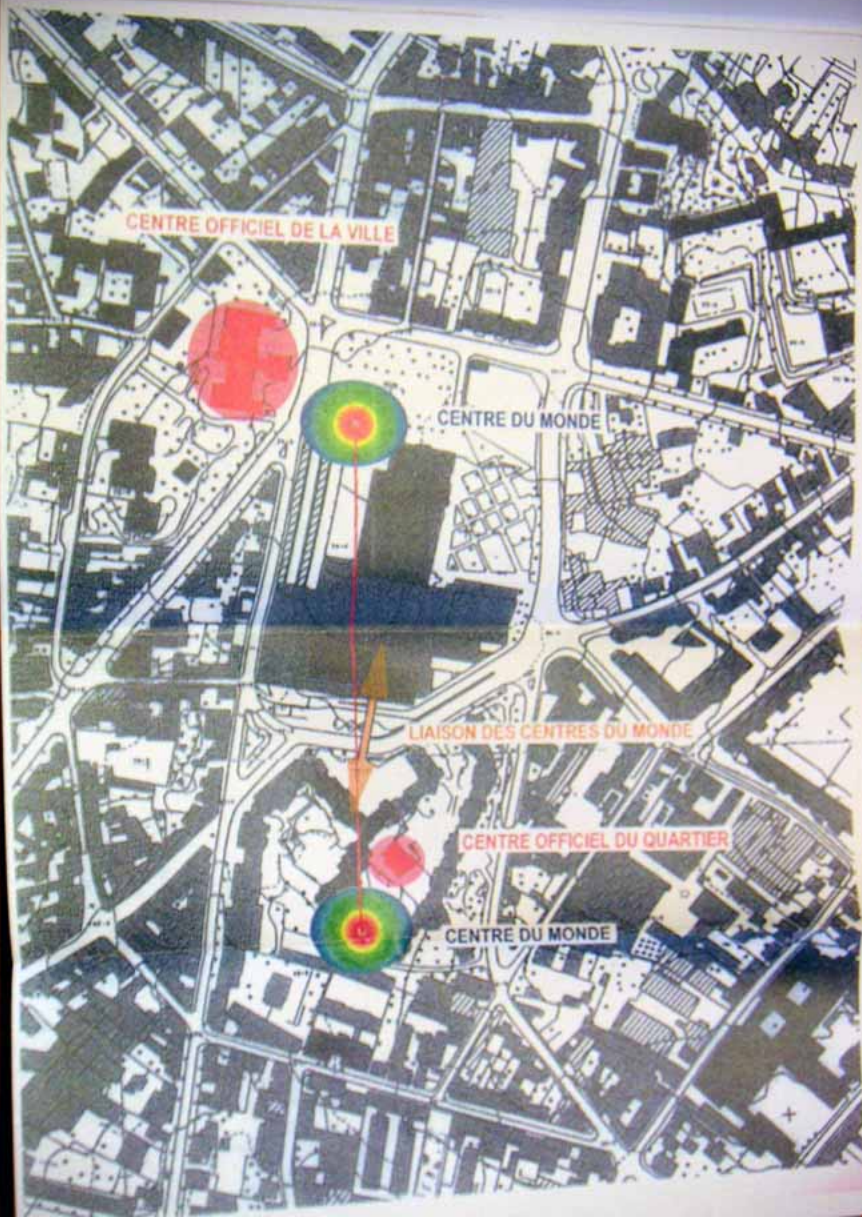 CENTRE OFFICIEL DE LA VILLE
CENTRE DU MONDE
LIAISON DES CENTRES DU MONDE
CENTRE OFFICIEL DU QUARTIER
CENTRE DU MONDE